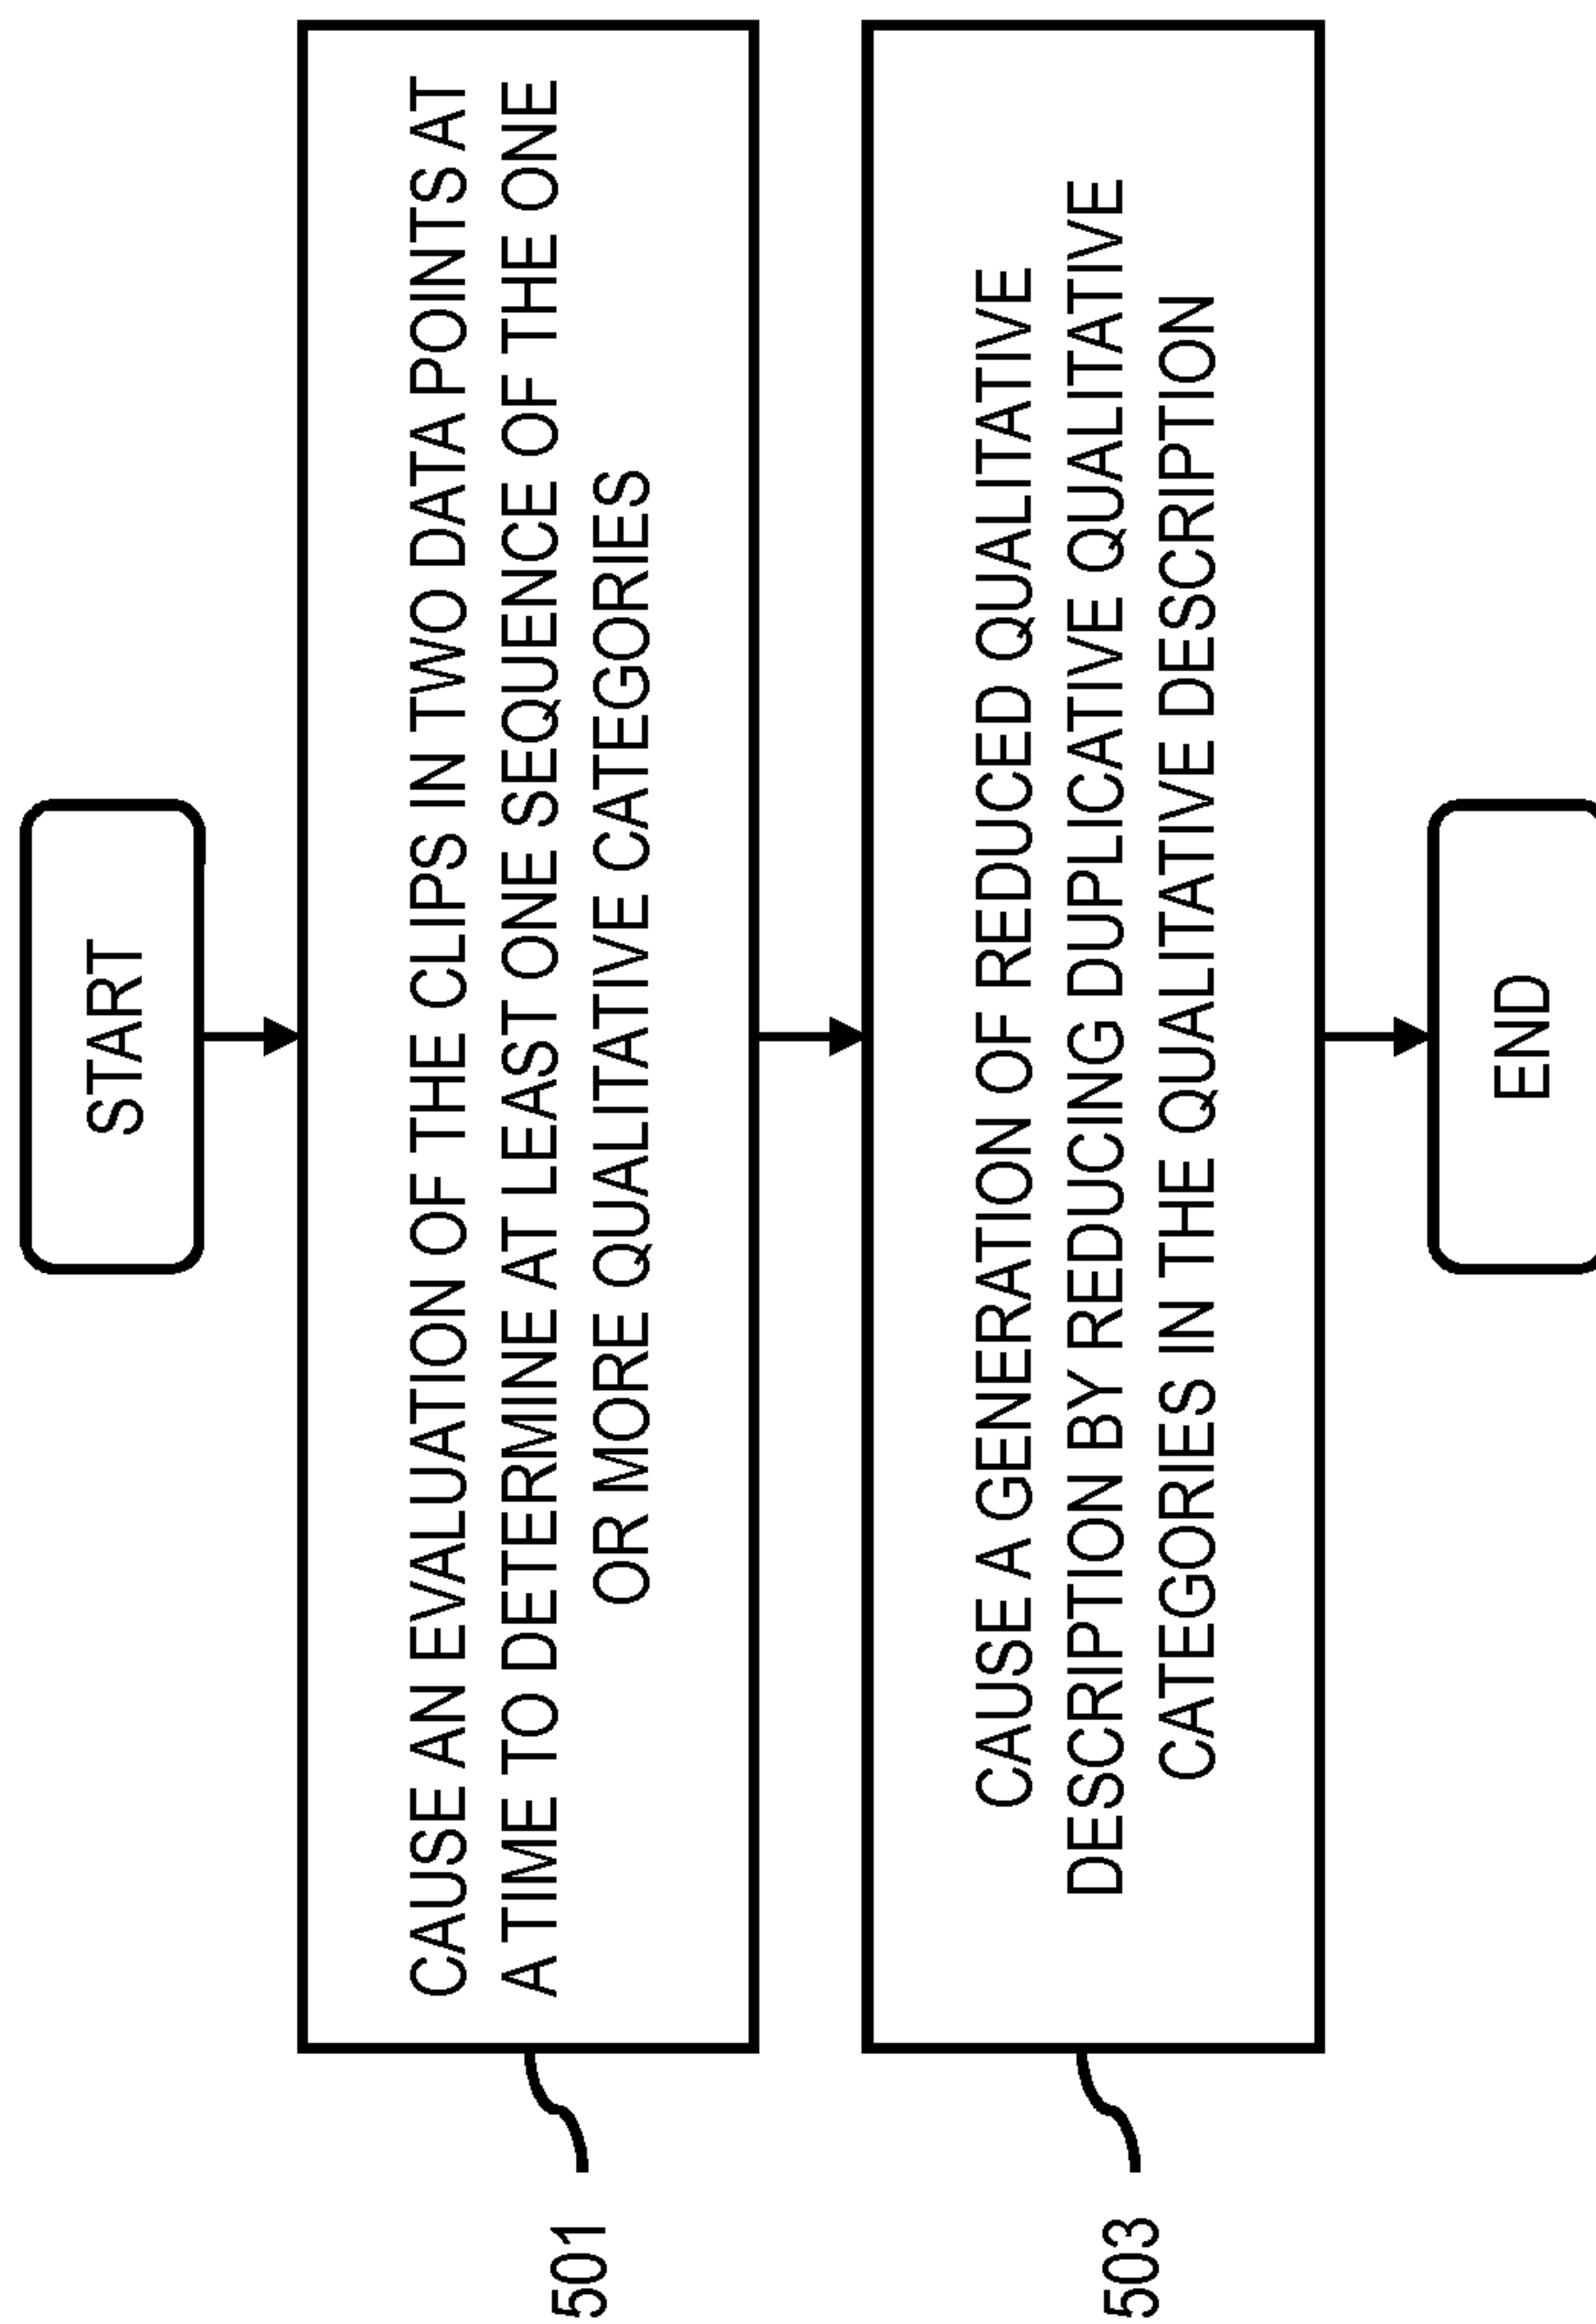 START
CAUSE AN EVALUATION OF THE CLIPS IN TWO DATA POINTS AT
A TIME TO DETERMINE AT LEAST ONE SEQUENCE OF THE ONE
OR MORE QUALITATIVE CATEGORIES
501
CAUSE A GENERATION OF REDUCED QUALITATIVE
DESCRIPTION BY REDUCING DUPLICATIVE QUALITATIVE
CATEGORIES IN THE QUALITATIVE DESCRIPTION
503
END